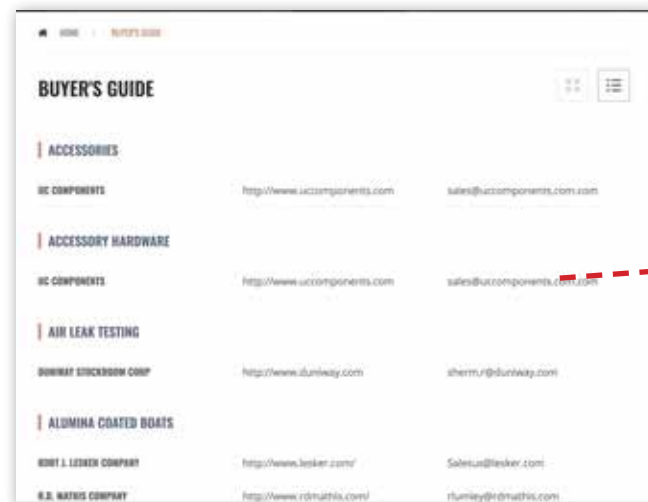 HOME / BUYER'S GUIDE
BUYER'S GUIDE
ACCESSORIES
UC COMPONENTS http://www.uccomponents.com sales@uccomponents.com.com
ACCESSORY HARDWARE
UC COMPONENTS http://www.uccomponents.com sales@uccomponents.com.com
AIR LEAK TESTING
DUNIWAY STOCKROOM CORP http://www.duniway.com sherm.r@duniway.com
ALUMINA COATED BOATS
KURT J. LESKER COMPANY http://www.lesker.com/ Salesus@lesker.com
R.D. MATHIS COMPANY http://www.rdmathis.com/ rlumley@rdmathis.com